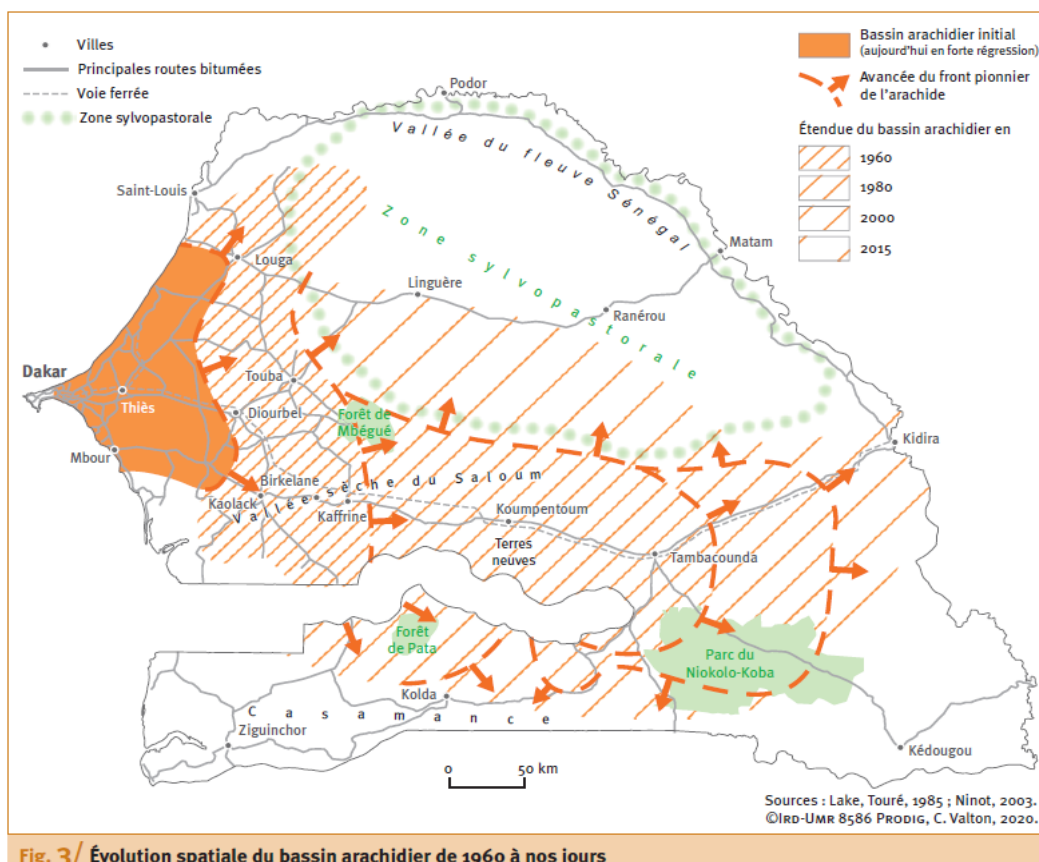 Villes
Principales routes bitumées
Voie ferrée
Zone sylvopastorale
Bassin arachidier initial
(aujourd'hui en forte régression)
Avancée du front pionnier
de l'arachide
Étendue du bassin arachidier en
1960
1980
2000
2015
Podor
Vallée du fleuve Sénégal
Saint-Louis
Zone sylvopastorale
Matam
Louga
Linguère
Ranérou
Dakar
Touba
Thiès
Diourbel
Forêt de
Mbégué
Mbour
Kidira
Birkelane
Vallée sèche du Saloum
Kaolack
Kaffrine
Koumpentoum
Terres
neuves
Tambacounda
Forêt
de Pata
Parc du
Niokolo-Koba
Kolda
Casamance
Ziguinchor
Kédougou
0 50 km
Sources : Lake, Touré, 1985 ; Ninot, 2003.
©IRD-UMR 8586 PRODIG, C. Valton, 2020.
Fig. 3/ Évolution spatiale du bassin arachidier de 1960 à nos jours